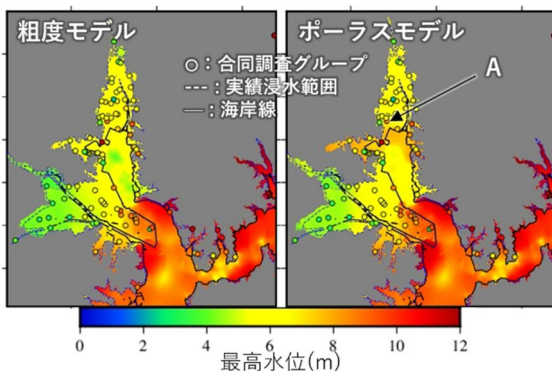 粗度モデル
ポーラスモデル
○：合同調査グループ
---：実績浸水範囲
—：海岸線
A
0 2 4 6 8 10 12
最高水位(m)